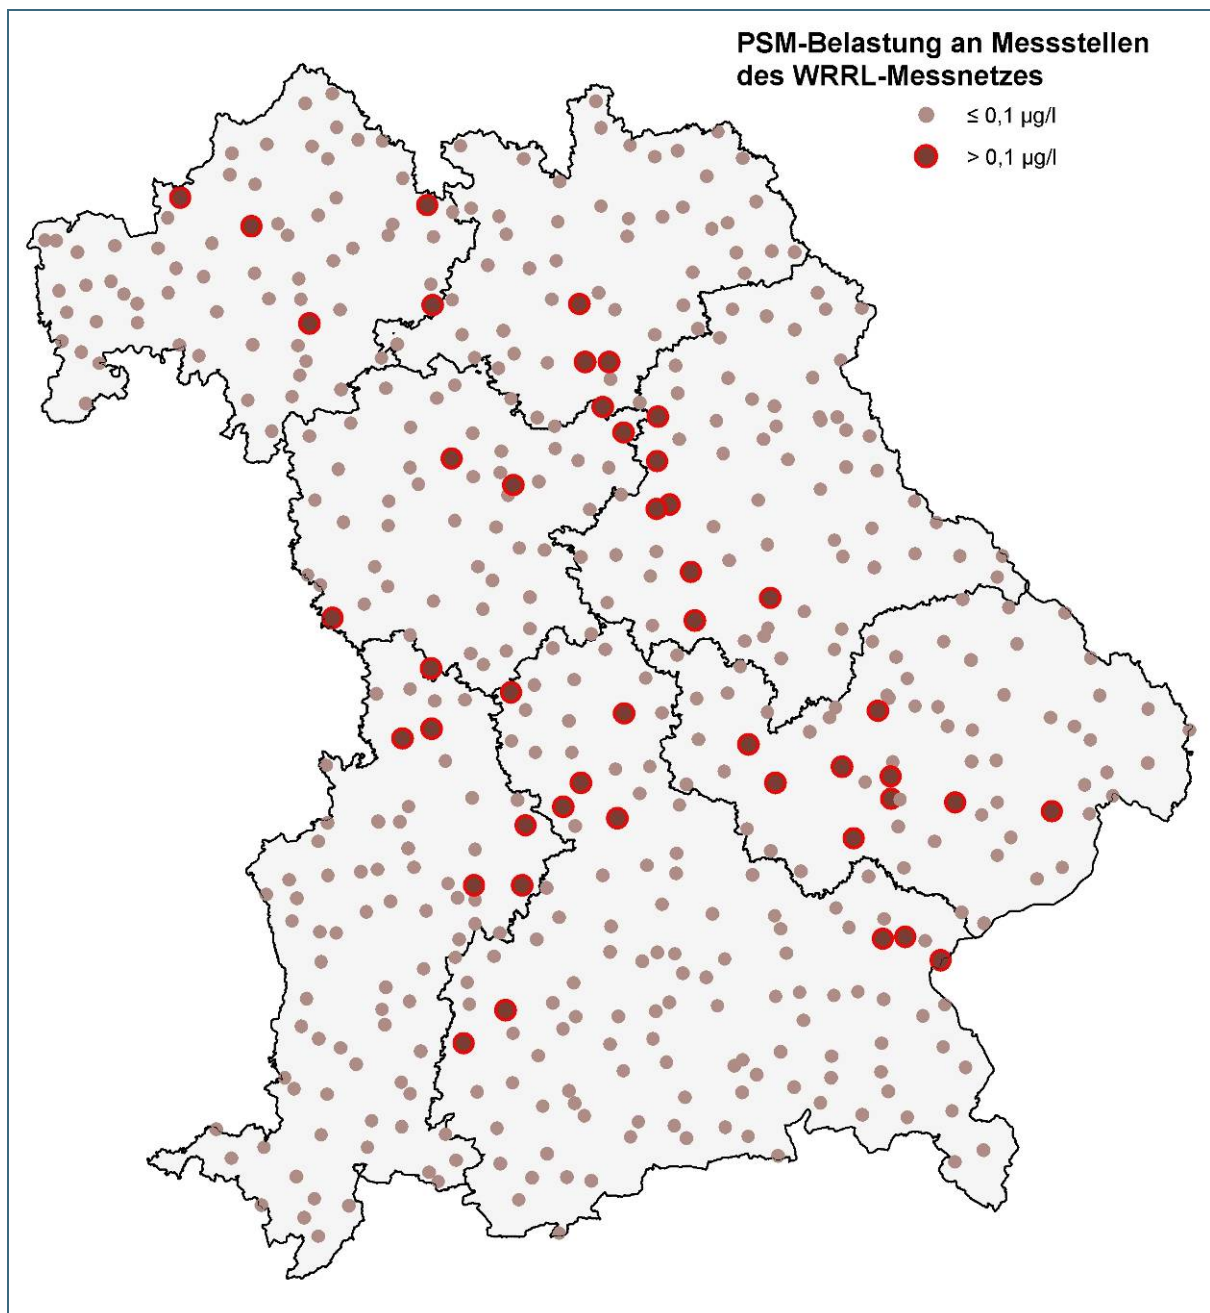 PSM-Belastung an Messstellen
des WRRL-Messnetzes
≤ 0,1 µg/l
> 0,1 µg/l